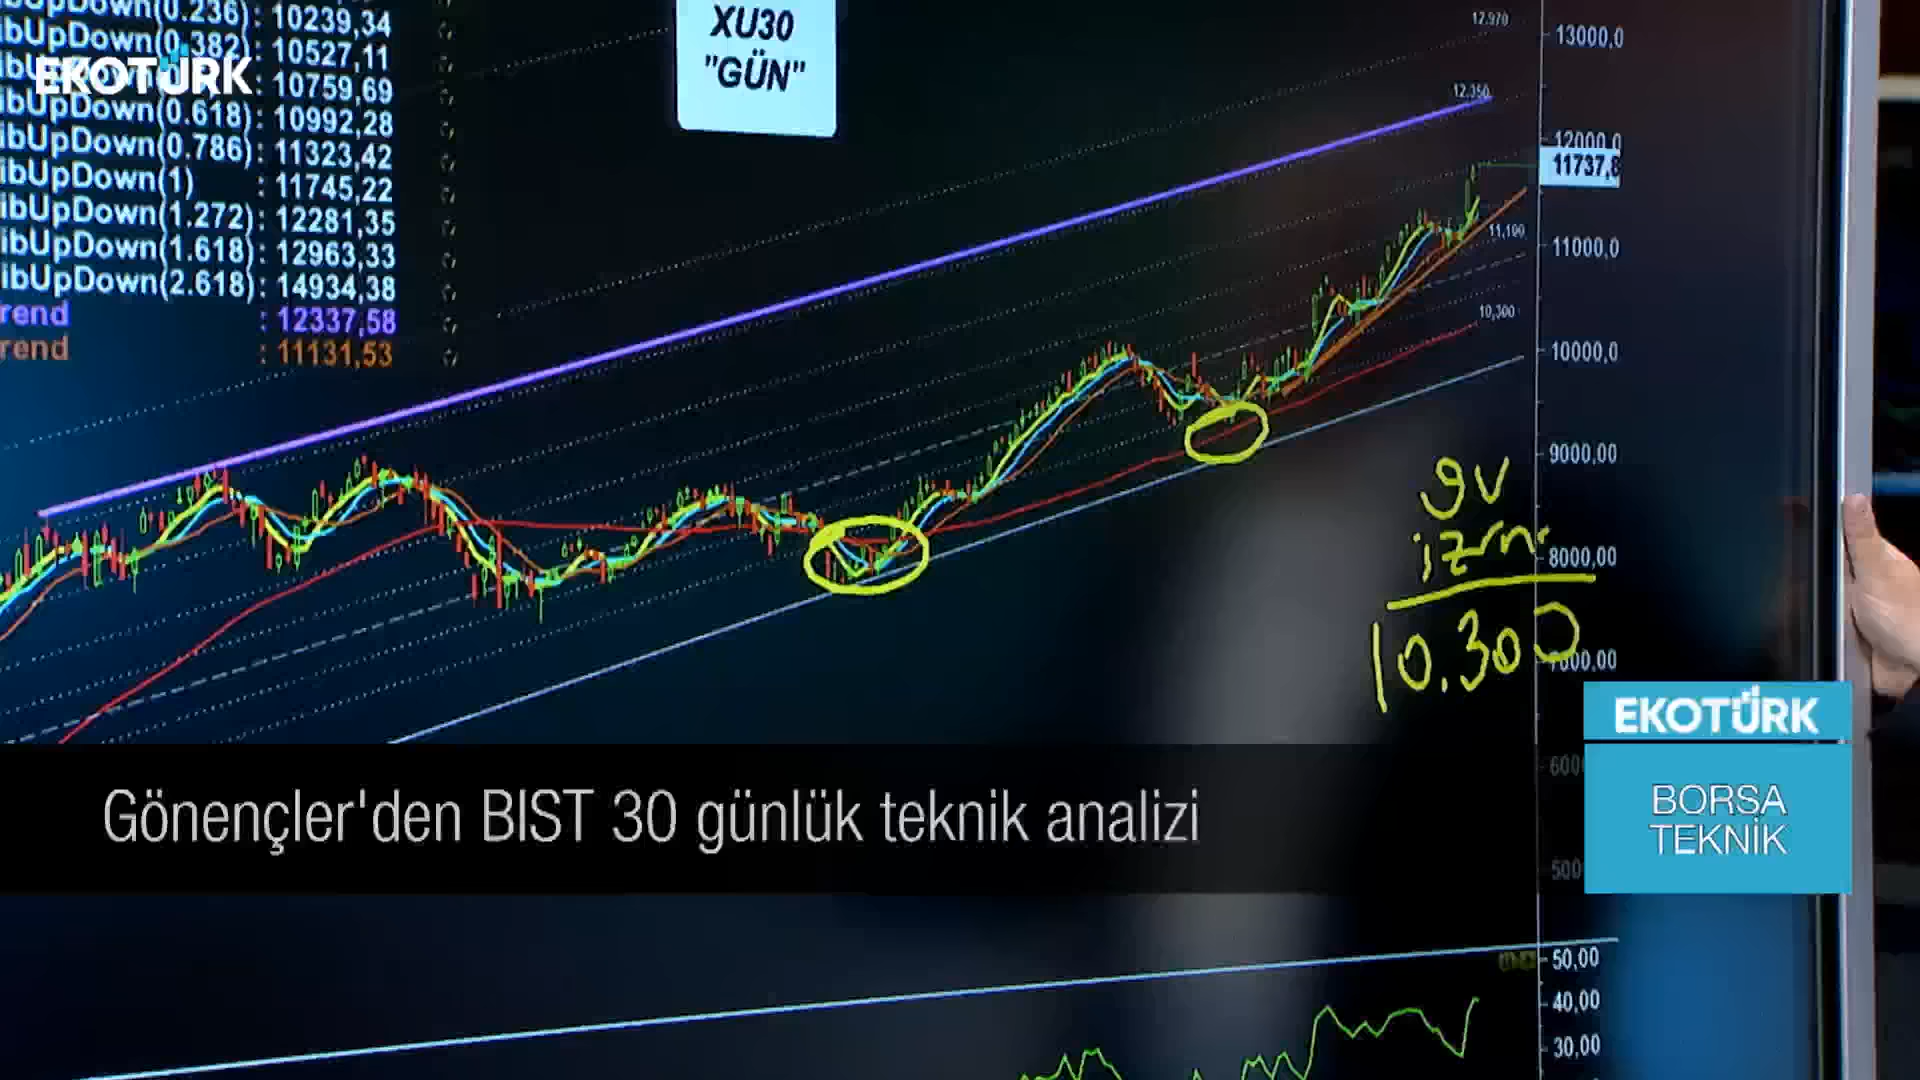 ibUpDown(0.236): 10239,34
ibUpDown(0.382): 10527,11
10759,69
ibUpDown(0.618): 10992,28
ibUpDown(0.786): 11323,42
ibUpDown(1) : 11745,22
ibUpDown(1.272): 12281,35
ibUpDown(1.618): 12963,33
ibUpDown(2.618): 14934,38
rend : 12337,58
rend : 11131,53
EKOTÜRK
XU30
"GÜN"
12.970
12.350
11,190
10,300
13000,0
12000,0
11737,8
11000,0
10000,0
9000,00
8000,00
10.300
EKOTÜRK
BORSA
TEKNİK
Gönençler'den BIST 30 günlük teknik analizi
50,00
40,00
30,00